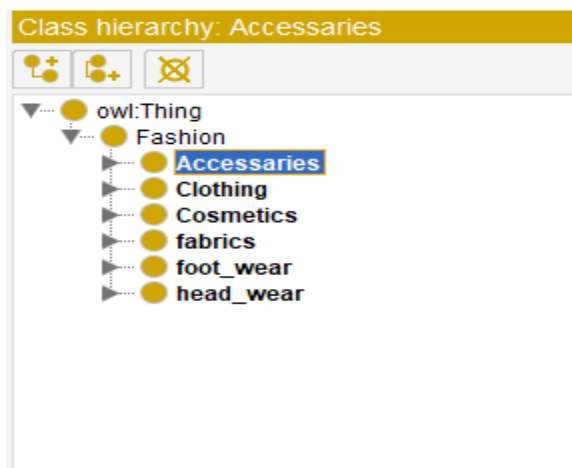 Class hierarchy: Accessaries
owl:Thing
Fashion
Accessaries
Clothing
Cosmetics
fabrics
foot_wear
head_wear